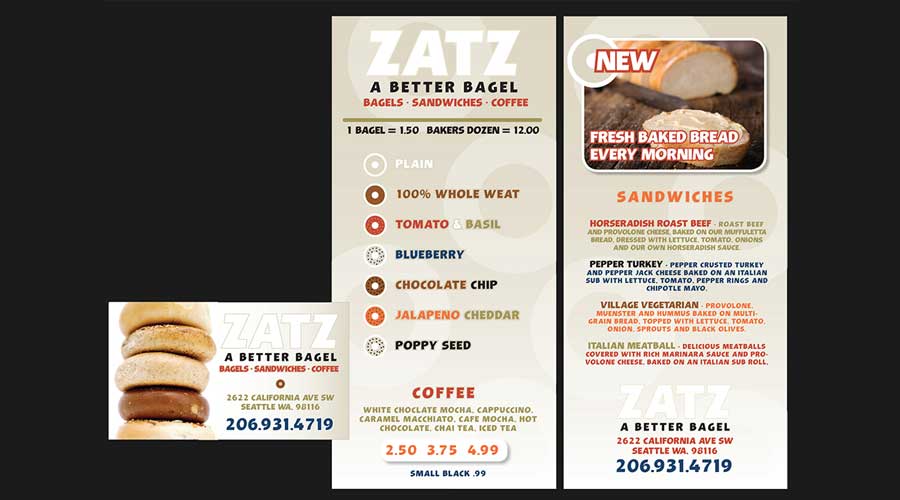 ZATZ
A BETTER BAGEL
BAGELS · SANDWICHES · COFFEE
1 BAGEL = 1.50 BAKERS DOZEN = 12.00
PLAIN
100% WHOLE WEAT
TOMATO & BASIL
BLUEBERRY
CHOCOLATE CHIP
JALAPENO CHEDDAR
POPPY SEED
COFFEE
WHITE CHOCLATE MOCHA, CAPPUCCINO,
CARAMEL MACCHIATO, CAFE MOCHA, HOT
CHOCOLATE, CHAI TEA, ICED TEA
2.50 3.75 4.99
SMALL BLACK .99
NEW
FRESH BAKED BREAD
EVERY MORNING
SANDWICHES
HORSERADISH ROAST BEEF - ROAST BEEF
AND PROVOLONE CHEESE, BAKED ON OUR MUFFULETTA
BREAD, DRESSED WITH LETTUCE, TOMATO, ONIONS
AND OUR OWN HORSERADISH SAUCE.
PEPPER TURKEY - PEPPER CRUSTED TURKEY
AND PEPPER JACK CHEESE BAKED ON AN ITALIAN
SUB WITH LETTUCE, TOMATO, PEPPER RINGS AND
CHIPOTLE MAYO.
VILLAGE VEGETARIAN - PROVOLONE,
MUENSTER AND HUMMUS BAKED ON MULTI-
GRAIN BREAD, TOPPED WITH LETTUCE, TOMATO,
ONION, SPROUTS AND BLACK OLIVES.
ITALIAN MEATBALL - DELICIOUS MEATBALLS
COVERED WITH RICH MARINARA SAUCE AND PRO-
VOLONE CHEESE, BAKED ON AN ITALIAN SUB ROLL.
ZATZ
A BETTER BAGEL
2622 CALIFORNIA AVE SW
SEATTLE WA. 98116
206.931.4719
ZATZ
A BETTER BAGEL
BAGELS · SANDWICHES · COFFEE
2622 CALIFORNIA AVE SW
SEATTLE WA. 98116
206.931.4719